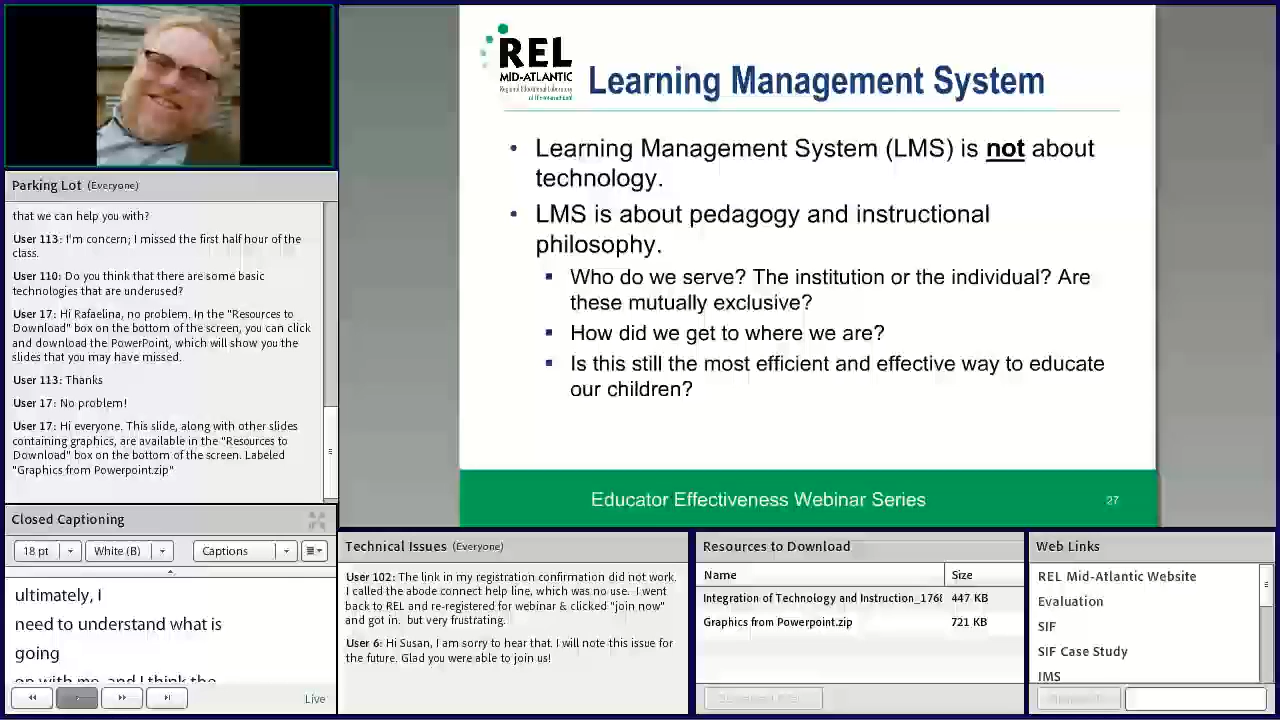 REL
MID-ATLANTIC
Regional Educational Laboratory
Learning Management System
• Learning Management System (LMS) is not about
technology.
• LMS is about pedagogy and instructional
philosophy.
▪ Who do we serve? The institution or the individual? Are
these mutually exclusive?
▪ How did we get to where we are?
▪ Is this still the most efficient and effective way to educate
our children?
Educator Effectiveness Webinar Series
27
Parking Lot (Everyone)
that we can help you with?
User 113: I'm concern; I missed the first half hour of the
class.
User 110: Do you think that there are some basic
technologies that are underused?
User 17: Hi Rafaelina, no problem. In the "Resources to
Download" box on the bottom of the screen, you can click
and download the PowerPoint, which will show you the
slides that you may have missed.
User 113: Thanks
User 17: No problem!
User 17: Hi everyone. This slide, along with other slides
containing graphics, are available in the "Resources to
Download" box on the bottom of the screen. Labeled
"Graphics from Powerpoint.zip"
Closed Captioning
18 pt
White (B)
Captions
ultimately, I
need to understand what is
going
on with me, and I think the
Live
Technical Issues (Everyone)
User 102: The link in my registration confirmation did not work.
I called the abode connect help line, which was no use. I went
back to REL and re-registered for webinar & clicked "join now"
and got in. but very frustrating.
User 6: Hi Susan, I am sorry to hear that. I will note this issue for
the future. Glad you were able to join us!
Resources to Download
Name Size
Integration of Technology and Instruction_176 447 KB
Graphics from Powerpoint.zip 721 KB
Web Links
REL Mid-Atlantic Website
Evaluation
SIF
SIF Case Study
IMS